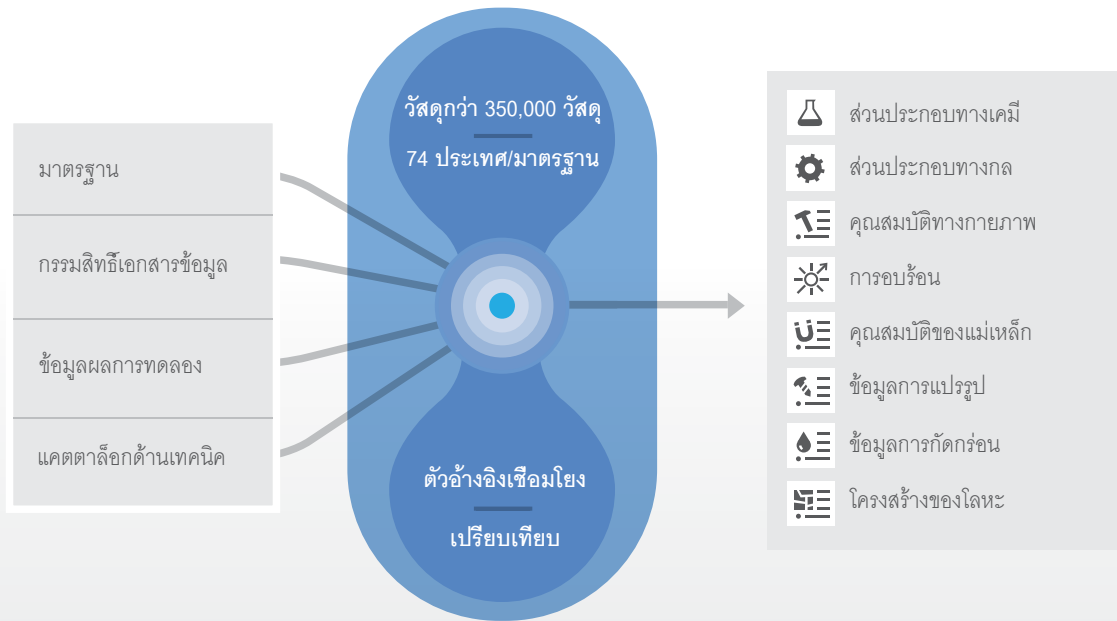 มาตรฐาน
กรรมสิทธิ์เอกสารข้อมูล
ข้อมูลผลการทดลอง
แคตตาล็อกด้านเทคนิค
วัสดุกว่า 350,000 วัสดุ
74 ประเทศ/มาตรฐาน
ตัวอ้างอิงเชื่อมโยง
เปรียบเทียบ
ส่วนประกอบทางเคมี
ส่วนประกอบทางกล
คุณสมบัติทางกายภาพ
การอบร้อน
คุณสมบัติของแม่เหล็ก
ข้อมูลการแปรรูป
ข้อมูลการกัดกร่อน
โครงสร้างของโลหะ